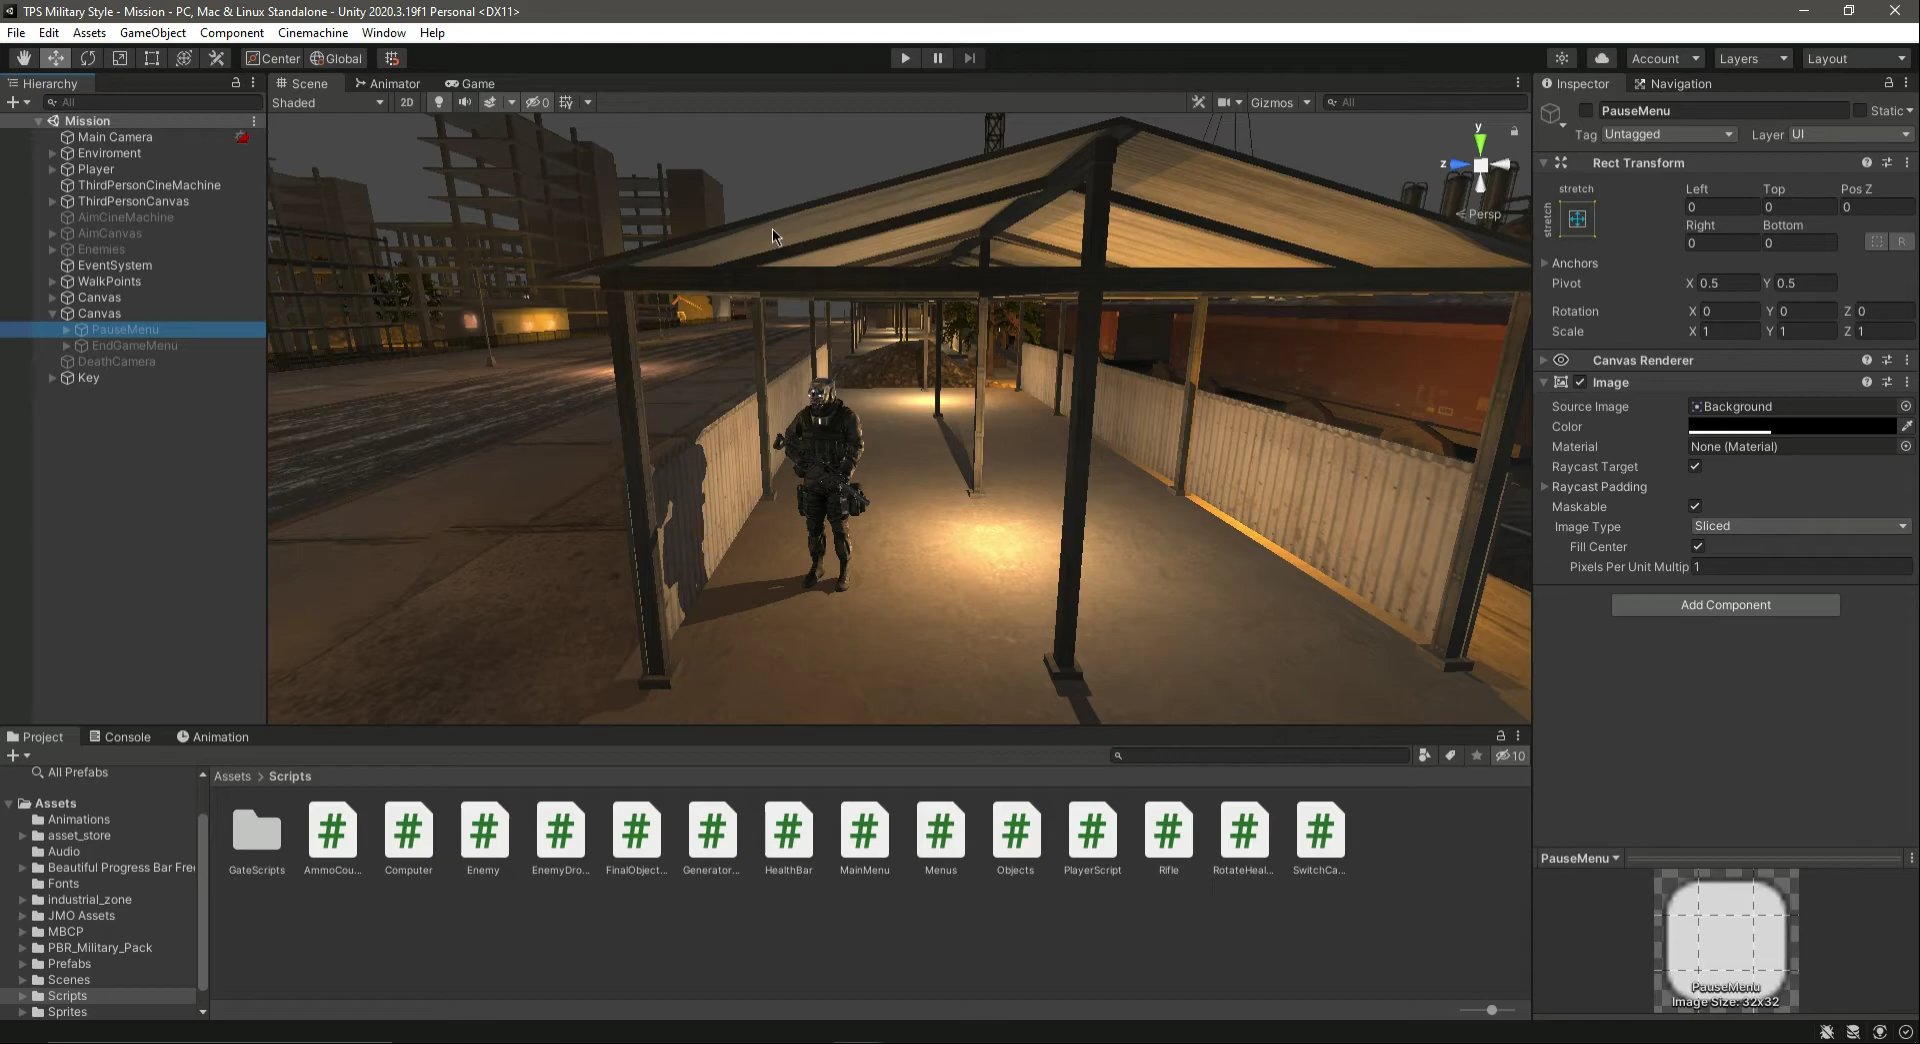 TPS Military Style - Mission - PC, Mac & Linux Standalone - Unity 2020.3.19f1 Personal <DX11>
File Edit Assets GameObject Component Cinemachine Window Help
Center Global Account Layers Layout
Hierarchy
All
Mission
Main Camera
Enviroment
Player
ThirdPersonCineMachine
ThirdPersonCanvas
AimCineMachine
AimCanvas
Enemies
EventSystem
WalkPoints
Canvas
Canvas
PauseMenu
EndGameMenu
DeathCamera
Key
Scene Animator Game
Shaded 2D 0 Gizmos All
y
z
Persp
Inspector Navigation
PauseMenu Static
Tag Untagged Layer UI
Rect Transform
stretch Left Top Pos Z
stretch
0 0 0
Right Bottom
0 0 R
Anchors
Pivot X 0.5 Y 0.5
Rotation X 0 Y 0 Z 0
Scale X 1 Y 1 Z 1
Canvas Renderer
Image
Source Image Background
Color
Material None (Material)
Raycast Target
Raycast Padding
Maskable
Image Type Sliced
Fill Center
Pixels Per Unit Multip 1
Add Component
Project Console Animation
10
All Prefabs
Assets
Animations
asset_store
Audio
Beautiful Progress Bar Free
Fonts
industrial_zone
JMO Assets
MBCP
PBR_Military_Pack
Prefabs
Scenes
Scripts
Sprites
Assets > Scripts
GateScripts AmmoCou... Computer Enemy EnemyDro... FinalObject... Generator... HealthBar MainMenu Menus Objects PlayerScript Rifle RotateHeal... SwitchCa...
PauseMenu
PauseMenu
Image Size: 32x32